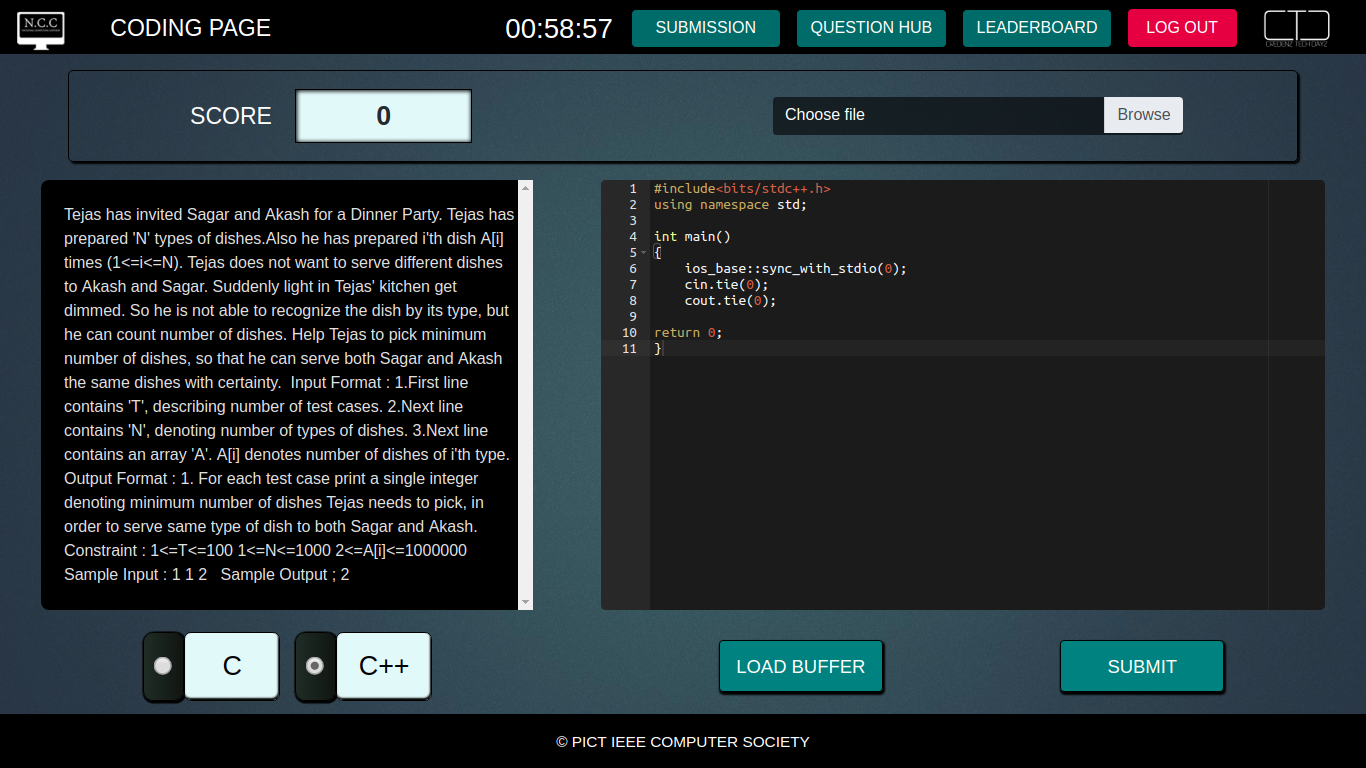 N.C.C
CODING PAGE
00:58:57
SUBMISSION
QUESTION HUB
LEADERBOARD
LOG OUT
CREDENZ TECH DAYZ
SCORE
0
Choose file
Browse
Tejas has invited Sagar and Akash for a Dinner Party. Tejas has
prepared 'N' types of dishes.Also he has prepared i'th dish A[i]
times (1<=i<=N). Tejas does not want to serve different dishes
to Akash and Sagar. Suddenly light in Tejas' kitchen get
dimmed. So he is not able to recognize the dish by its type, but
he can count number of dishes. Help Tejas to pick minimum
number of dishes, so that he can serve both Sagar and Akash
the same dishes with certainty.  Input Format : 1.First line
contains 'T', describing number of test cases. 2.Next line
contains 'N', denoting number of types of dishes. 3.Next line
contains an array 'A'. A[i] denotes number of dishes of i'th type.
Output Format : 1. For each test case print a single integer
denoting minimum number of dishes Tejas needs to pick, in
order to serve same type of dish to both Sagar and Akash.
Constraint : 1<=T<=100 1<=N<=1000 2<=A[i]<=1000000
Sample Input : 1 1 2   Sample Output ; 2
1 #include<bits/stdc++.h>
2 using namespace std;
3
4 int main()
5 {
6     ios_base::sync_with_stdio(0);
7     cin.tie(0);
8     cout.tie(0);
9
10 return 0;
11 }
C
C++
LOAD BUFFER
SUBMIT
© PICT IEEE COMPUTER SOCIETY